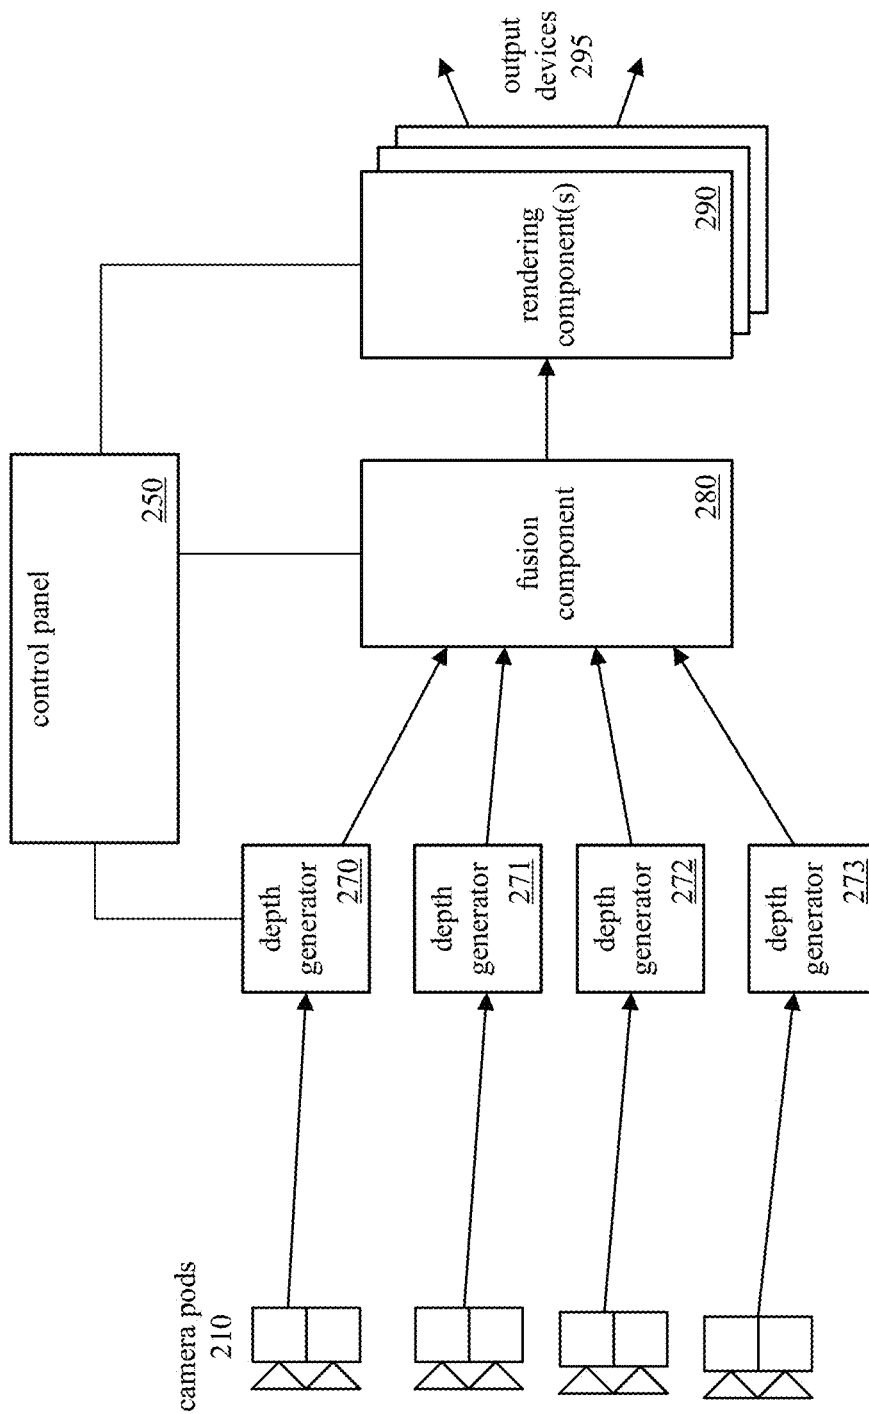 control panel
250
camera pods
210
depth
generator
270
depth
generator
271
depth
generator
272
depth
generator
273
fusion
component
280
rendering
component(s)
290
output
devices
295